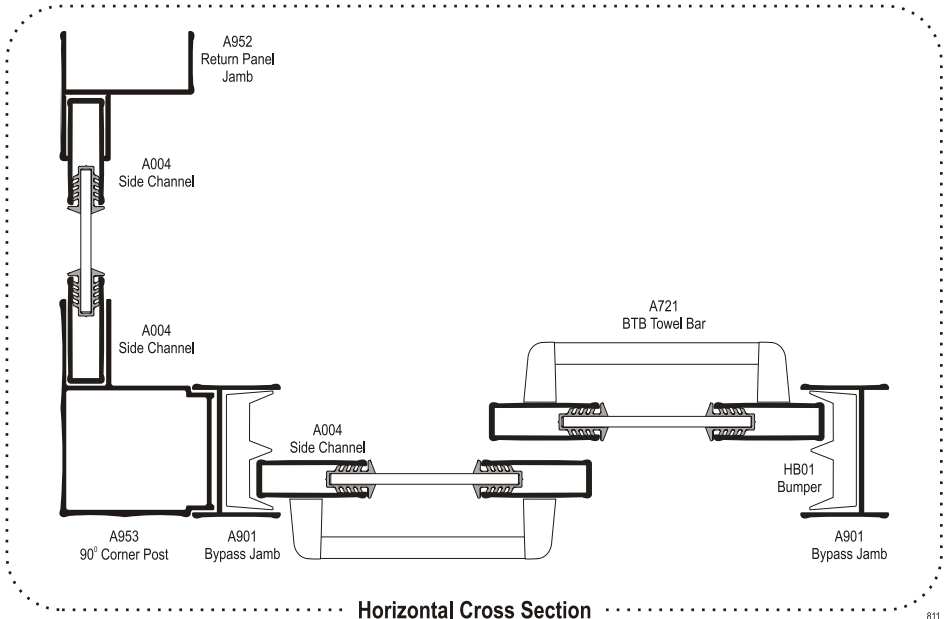 A952
Return Panel
Jamb
A004
Side Channel
A004
Side Channel
A721
BTB Towel Bar
A004
Side Channel
HB01
Bumper
A953
90⁰ Corner Post
A901
Bypass Jamb
A901
Bypass Jamb
Horizontal Cross Section
811